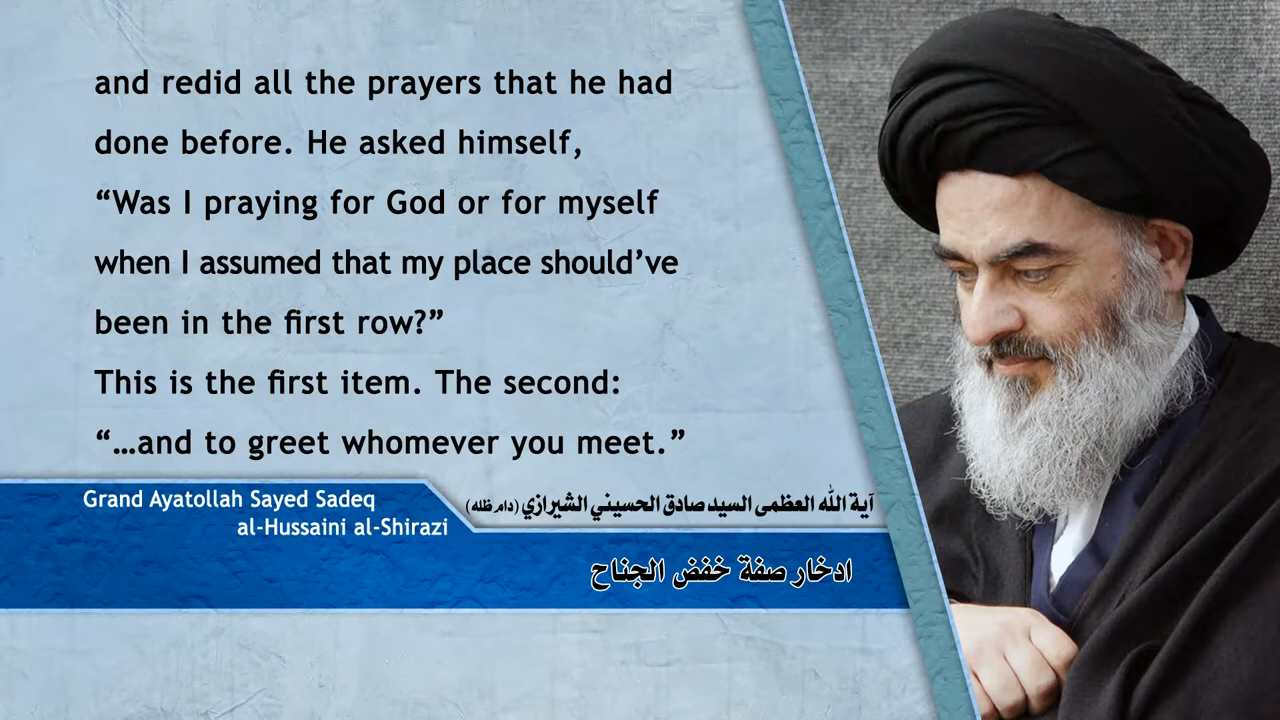 and redid all the prayers that he had
done before. He asked himself,
“Was I praying for God or for myself
when I assumed that my place should’ve
been in the first row?”
This is the first item. The second:
“…and to greet whomever you meet.”
Grand Ayatollah Sayed Sadeq
al-Hussaini al-Shirazi
آية الله العظمى السيد صادق الحسيني الشيرازي (دام ظله)
ادخار صفة خفض الجناح